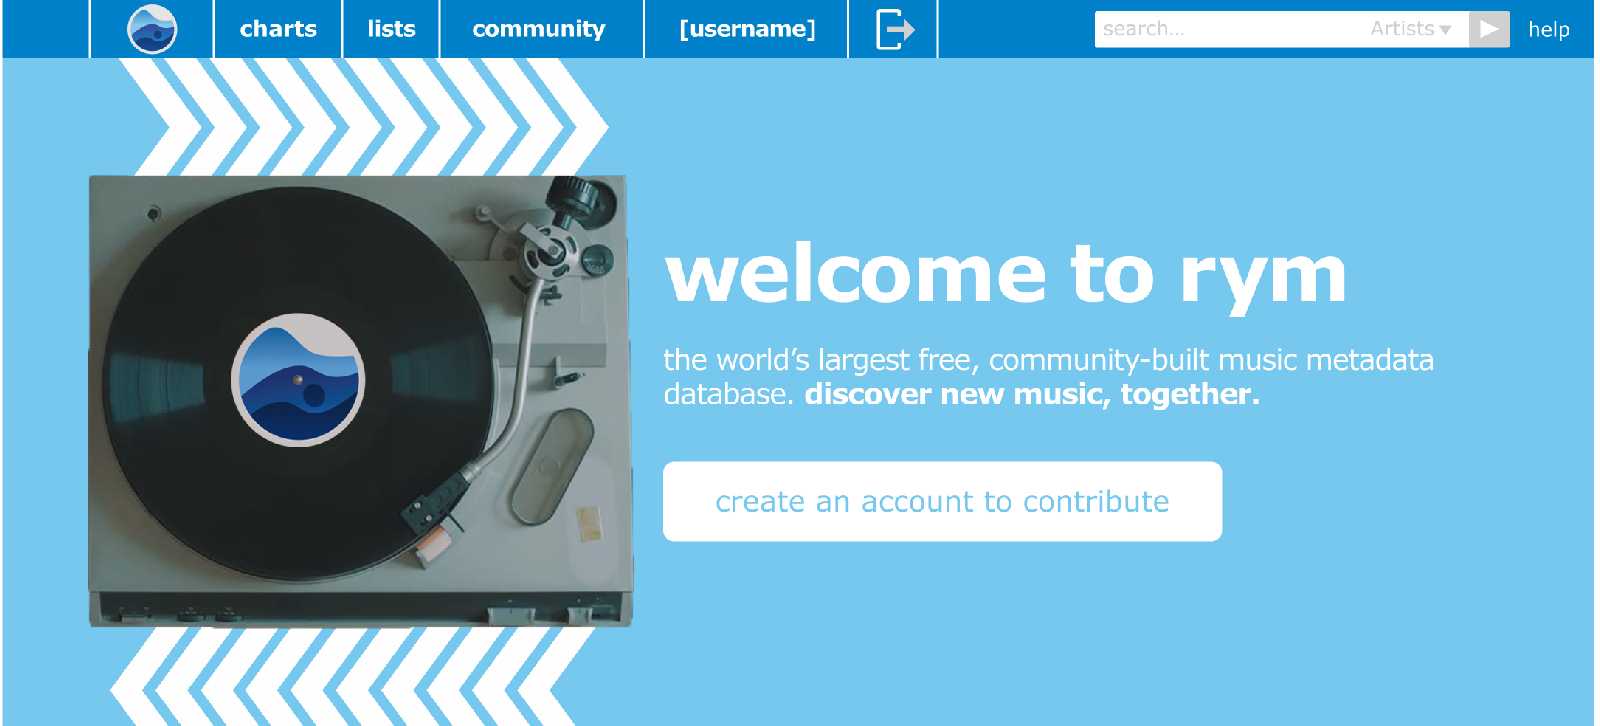 charts lists community [username] search... Artists help
welcome to rym
the world’s largest free, community-built music metadata
database. discover new music, together.
create an account to contribute